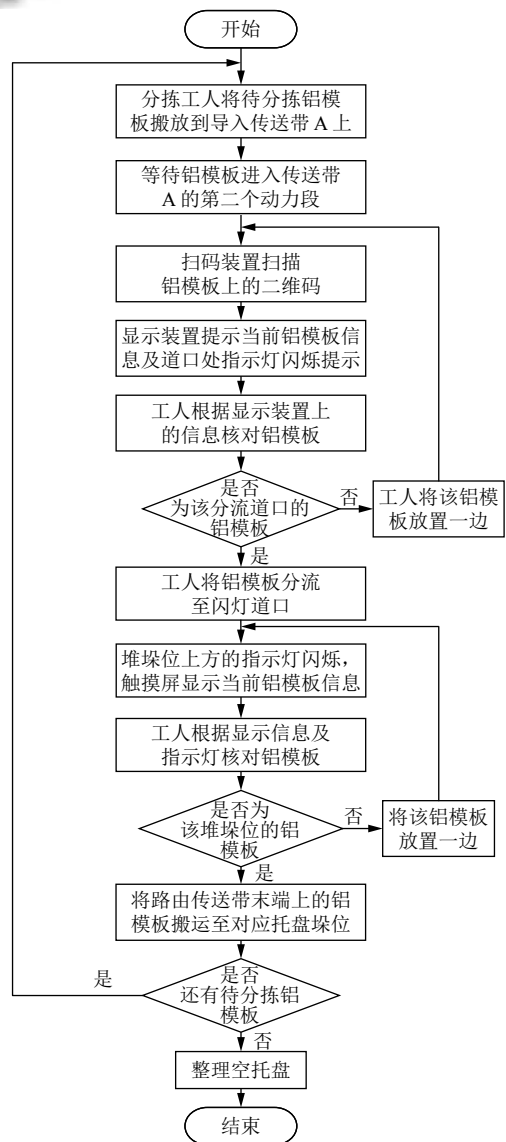 开始
分拣工人将待分拣铝模
板搬放到导入传送带 A 上
等待铝模板进入传送带
A 的第二个动力段
扫码装置扫描
铝模板上的二维码
显示装置提示当前铝模板信
息及道口处指示灯闪烁提示
工人根据显示装置上
的信息核对铝模板
是否
为该分流道口的
铝模板
否
工人将该铝模
板放置一边
是
工人将铝模板分流
至闪灯道口
堆垛位上方的指示灯闪烁，
触摸屏显示当前铝模板信息
工人根据显示信息及
指示灯核对铝模板
是否为
该堆垛位的铝
模板
否
将该铝模板
放置一边
是
将路由传送带末端上的铝
模板搬运至对应托盘垛位
是
是否
还有待分拣铝
模板
否
整理空托盘
结束